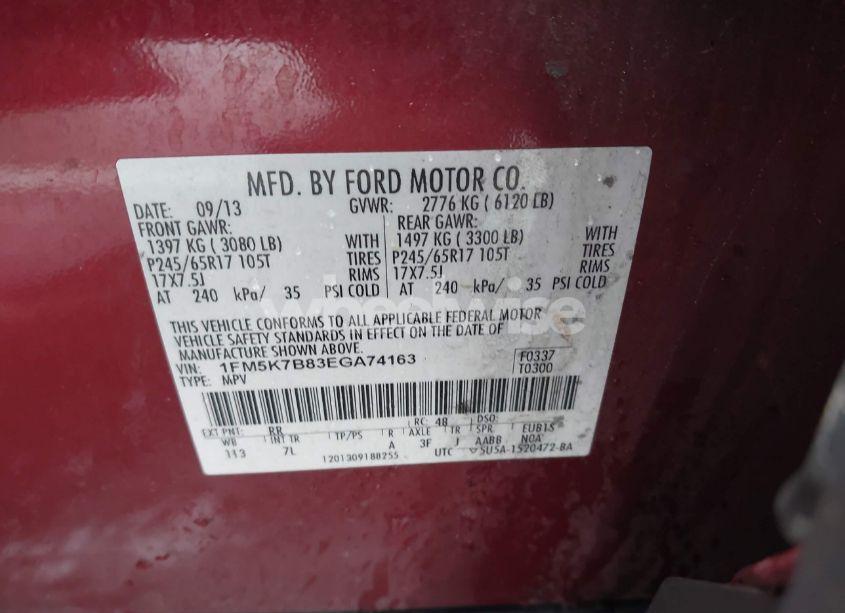 MFD. BY FORD MOTOR CO.
DATE: 09/13 GVWR: 2776 KG ( 6120 LB)
FRONT GAWR: REAR GAWR:
1397 KG ( 3080 LB) WITH 1497 KG ( 3300 LB) WITH
P245/65R17 105T TIRES P245/65R17 105T TIRES
17X7.5J RIMS 17X7.5J RIMS
AT 240 kPa/ 35 PSI COLD AT 240 kPa/ 35 PSI COLD
wheelwise
THIS VEHICLE CONFORMS TO ALL APPLICABLE FEDERAL MOTOR
VEHICLE SAFETY STANDARDS IN EFFECT ON THE DATE OF
MANUFACTURE SHOWN ABOVE.
VIN: 1FM5K7B83EGA74163 F0337
TYPE: MPV T0300
EXT PNT: RR RC: 48 DSO:
WB INT TR TP/PS R AXLE TR SPR EUB15
113 7L A 3F J AABB NOA
1201309188255 UTC 5U5A-1520472-BA